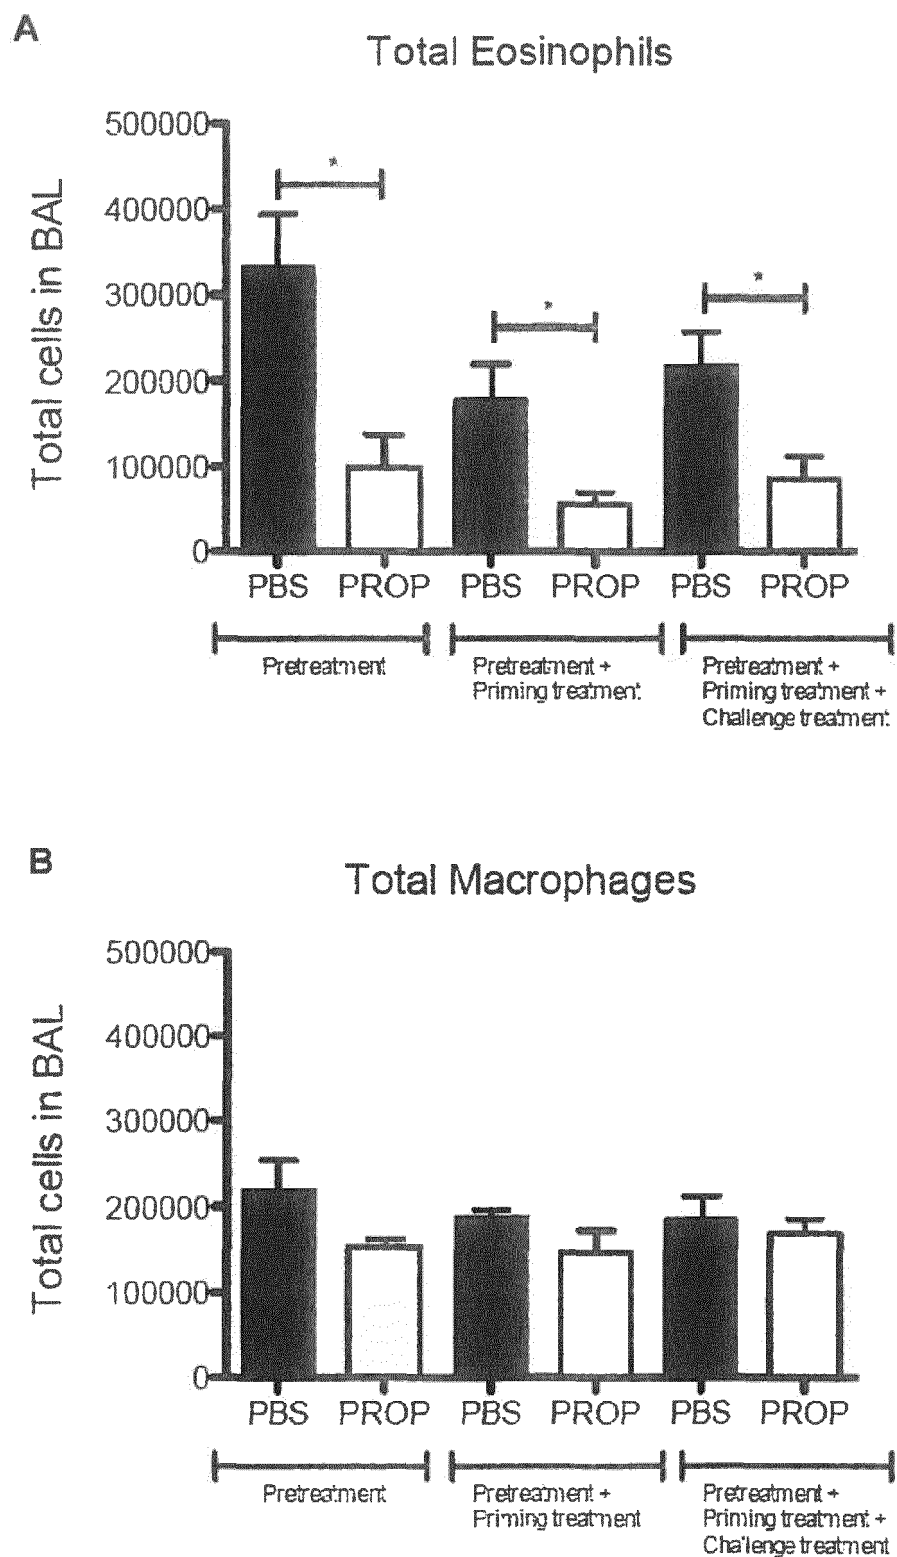 A
Total Eosinophils
Total cells in BAL
500000
400000
300000
200000
100000
0
*
*
*
PBS PROP PBS PROP PBS PROP
Pretreatment
Pretreatment +
Priming treatment
Pretreatment +
Priming treatment +
Challenge treatment
B
Total Macrophages
Total cells in BAL
500000
400000
300000
200000
100000
0
PBS PROP PBS PROP PBS PROP
Pretreatment
Pretreatment +
Priming treatment
Pretreatment +
Priming treatment +
Challenge treatment